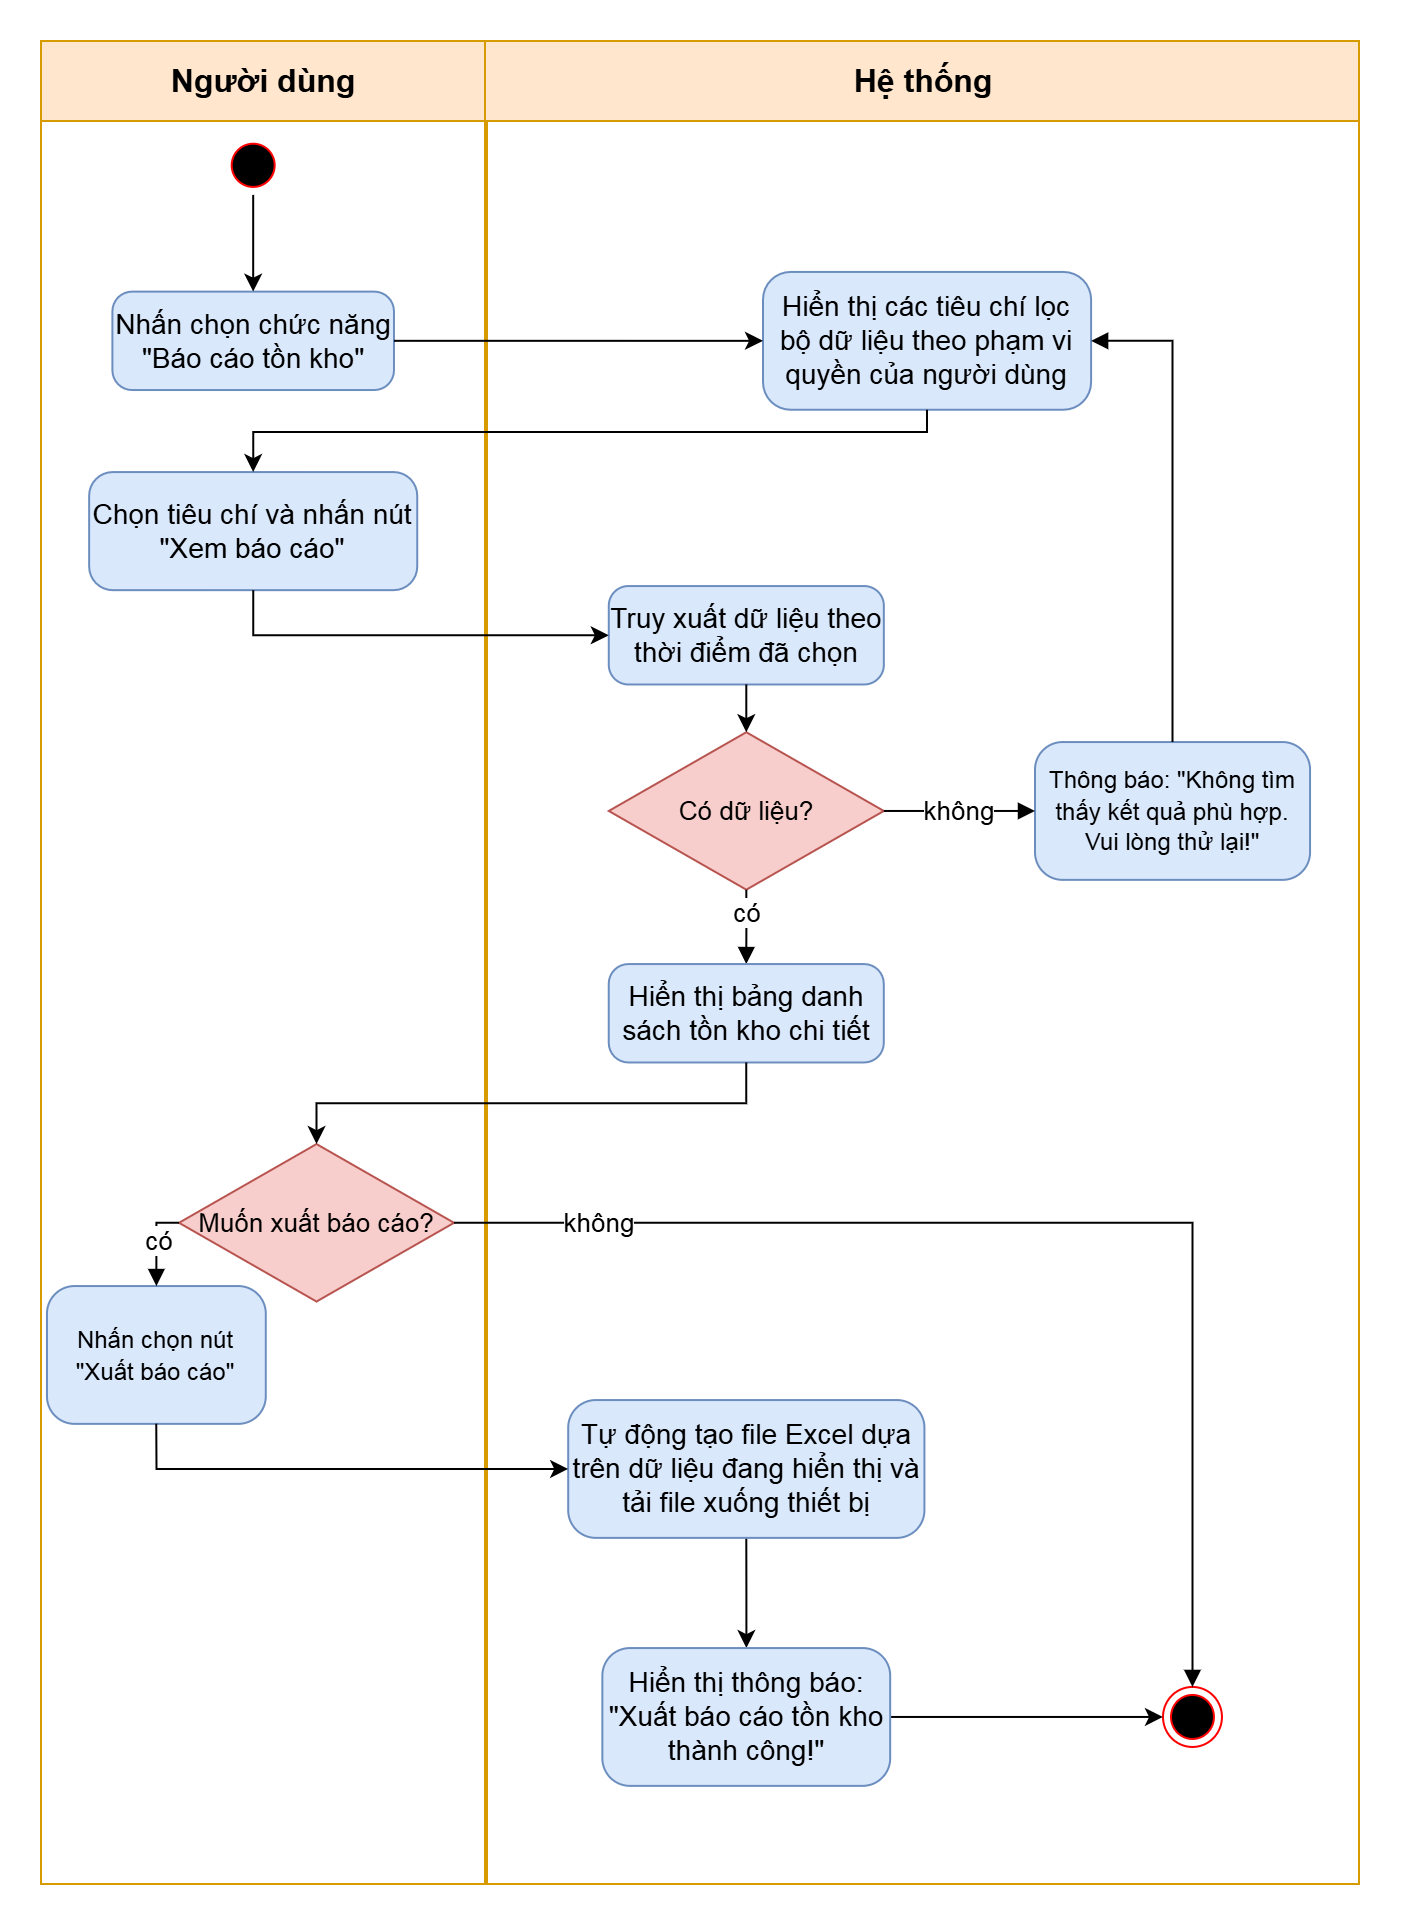 Người dùng
Hệ thống
Nhấn chọn chức năng
"Báo cáo tồn kho"
Hiển thị các tiêu chí lọc
bộ dữ liệu theo phạm vi
quyền của người dùng
Chọn tiêu chí và nhấn nút
"Xem báo cáo"
Truy xuất dữ liệu theo
thời điểm đã chọn
Có dữ liệu?
không
Thông báo: "Không tìm
thấy kết quả phù hợp.
Vui lòng thử lại!"
có
Hiển thị bảng danh
sách tồn kho chi tiết
Muốn xuất báo cáo?
không
có
Nhấn chọn nút
"Xuất báo cáo"
Tự động tạo file Excel dựa
trên dữ liệu đang hiển thị và
tải file xuống thiết bị
Hiển thị thông báo:
"Xuất báo cáo tồn kho
thành công!"